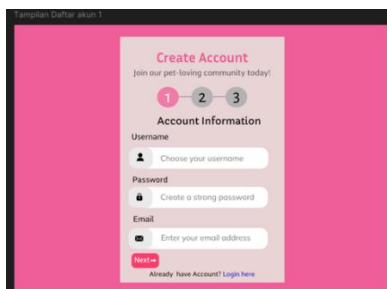 Tampilan Daftar akun 1
Create Account
Join our pet-loving community today!
1 2 3
Account Information
Username
Choose your username
Password
Create a strong password
Email
Enter your email address
Next→
Already have Account? Login here